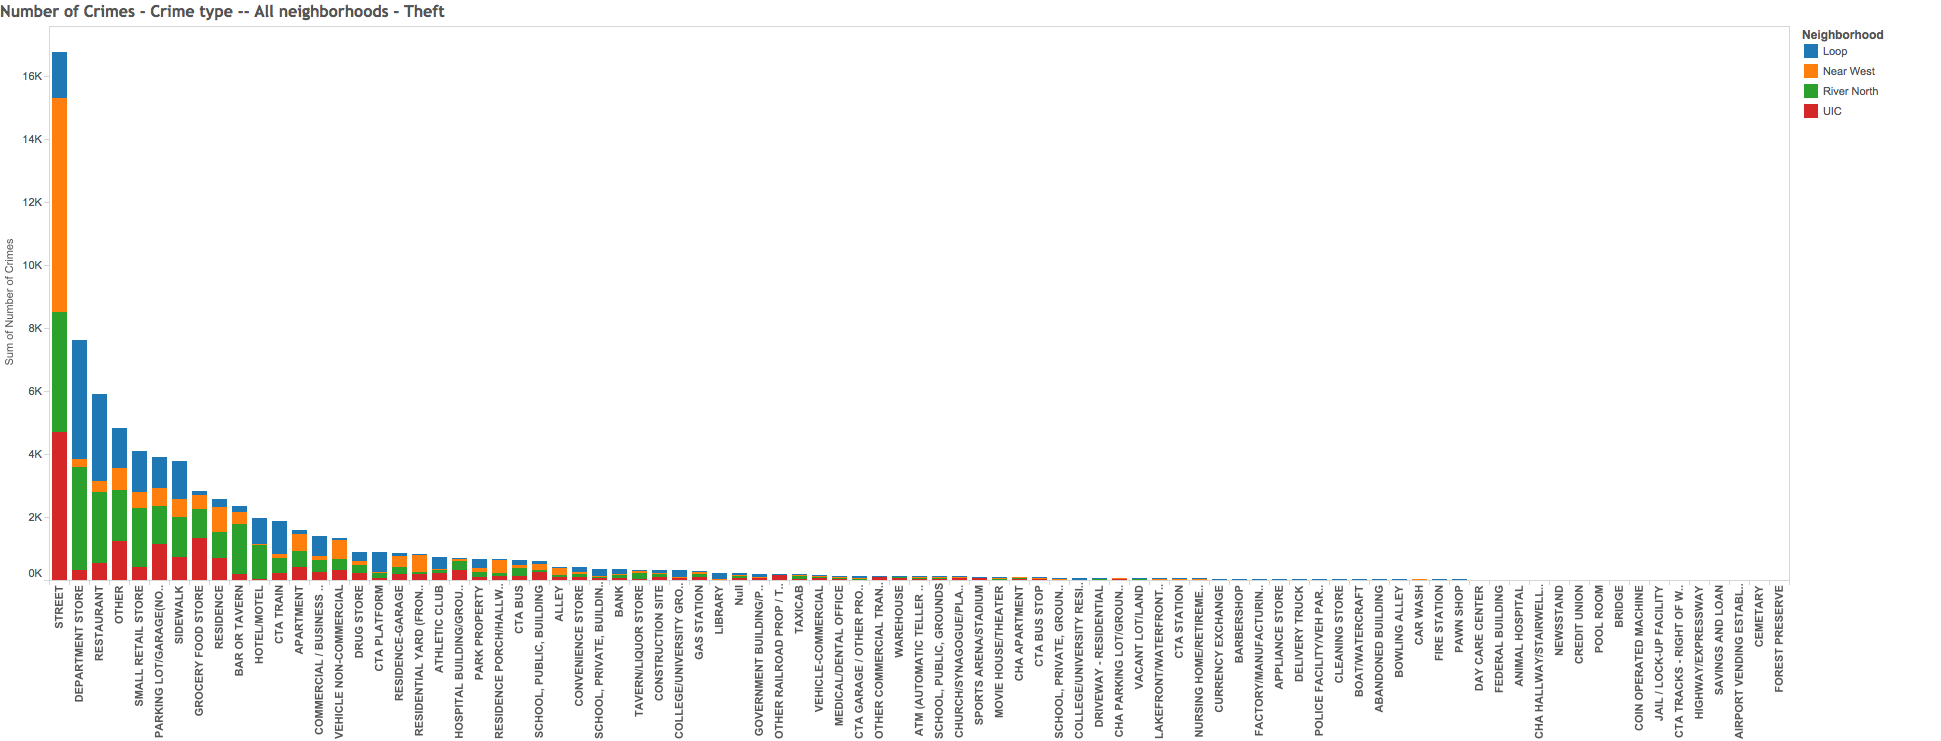 Number of Crimes - Crime type -- All neighborhoods - Theft
Neighborhood
Loop
Near West
River North
UIC
Sum of Number of Crimes
16K
14K
12K
10K
8K
6K
4K
2K
0K
STREET
DEPARTMENT STORE
RESTAURANT
OTHER
SMALL RETAIL STORE
PARKING LOT/GARAGE(NO..
SIDEWALK
GROCERY FOOD STORE
RESIDENCE
BAR OR TAVERN
HOTEL/MOTEL
CTA TRAIN
APARTMENT
COMMERCIAL / BUSINESS ..
VEHICLE NON-COMMERCIAL
DRUG STORE
CTA PLATFORM
RESIDENCE-GARAGE
RESIDENTIAL YARD (FRON..
ATHLETIC CLUB
HOSPITAL BUILDING/GROU..
PARK PROPERTY
RESIDENCE PORCH/HALLW..
CTA BUS
SCHOOL, PUBLIC, BUILDING
ALLEY
CONVENIENCE STORE
SCHOOL, PRIVATE, BUILDIN..
BANK
TAVERN/LIQUOR STORE
CONSTRUCTION SITE
COLLEGE/UNIVERSITY GRO..
GAS STATION
LIBRARY
Null
GOVERNMENT BUILDING/P..
OTHER RAILROAD PROP / T..
TAXICAB
VEHICLE-COMMERCIAL
MEDICAL/DENTAL OFFICE
CTA GARAGE / OTHER PRO..
OTHER COMMERCIAL TRAN..
WAREHOUSE
ATM (AUTOMATIC TELLER ..
SCHOOL, PUBLIC, GROUNDS
CHURCH/SYNAGOGUE/PLA..
SPORTS ARENA/STADIUM
MOVIE HOUSE/THEATER
CHA APARTMENT
CTA BUS STOP
SCHOOL, PRIVATE, GROUN..
COLLEGE/UNIVERSITY RESI..
DRIVEWAY - RESIDENTIAL
CHA PARKING LOT/GROUN..
VACANT LOT/LAND
LAKEFRONT/WATERFRONT..
CTA STATION
NURSING HOME/RETIREME..
CURRENCY EXCHANGE
BARBERSHOP
FACTORY/MANUFACTURIN..
APPLIANCE STORE
DELIVERY TRUCK
POLICE FACILITY/VEH PAR..
CLEANING STORE
BOAT/WATERCRAFT
ABANDONED BUILDING
BOWLING ALLEY
CAR WASH
FIRE STATION
PAWN SHOP
DAY CARE CENTER
FEDERAL BUILDING
ANIMAL HOSPITAL
CHA HALLWAY/STAIRWELL..
NEWSSTAND
CREDIT UNION
POOL ROOM
BRIDGE
COIN OPERATED MACHINE
JAIL / LOCK-UP FACILITY
CTA TRACKS - RIGHT OF W..
HIGHWAY/EXPRESSWAY
SAVINGS AND LOAN
AIRPORT VENDING ESTABL..
CEMETARY
FOREST PRESERVE